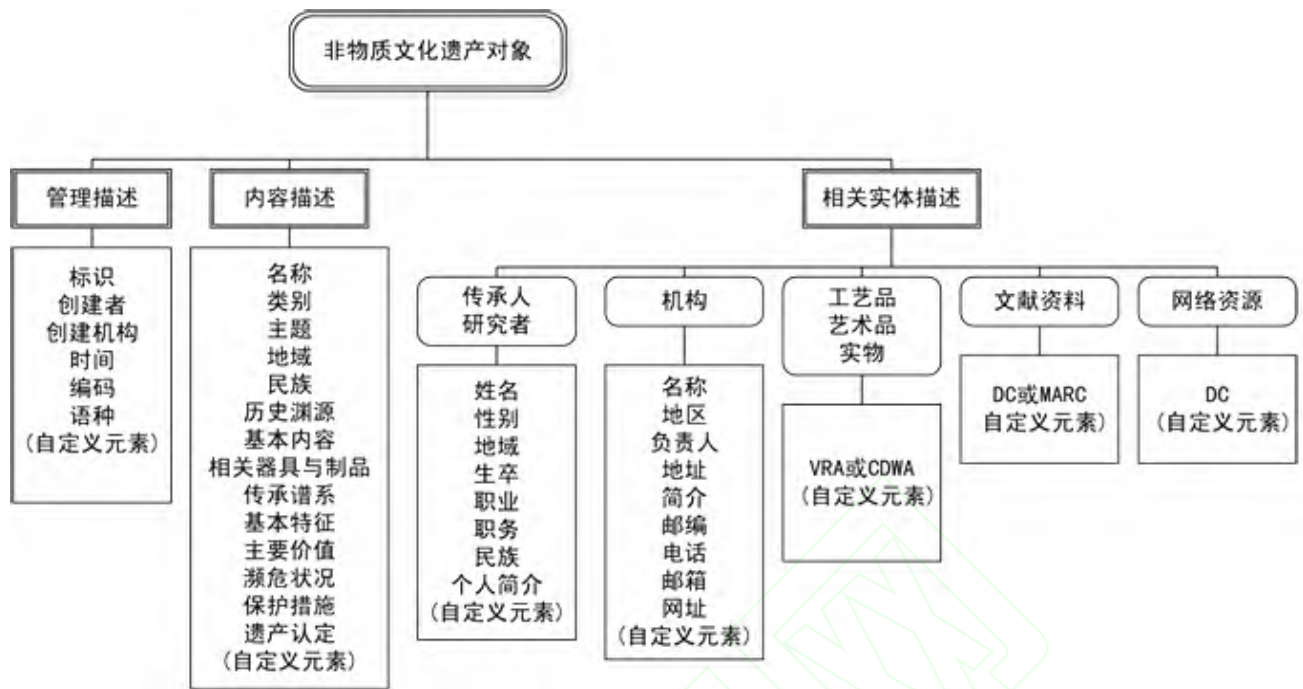 非物质文化遗产对象
管理描述
内容描述
相关实体描述
标识
创建者
创建机构
时间
编码
语种
(自定义元素)
名称
类别
主题
地域
民族
历史渊源
基本内容
相关器具与制品
传承谱系
基本特征
主要价值
濒危状况
保护措施
遗产认定
(自定义元素)
传承人
研究者
姓名
性别
地域
生卒
职业
职务
民族
个人简介
(自定义元素)
机构
名称
地区
负责人
地址
简介
邮编
电话
邮箱
网址
(自定义元素)
工艺品
艺术品
实物
VRA或CDWA
(自定义元素)
文献资料
DC或MARC
自定义元素)
网络资源
DC
(自定义元素)